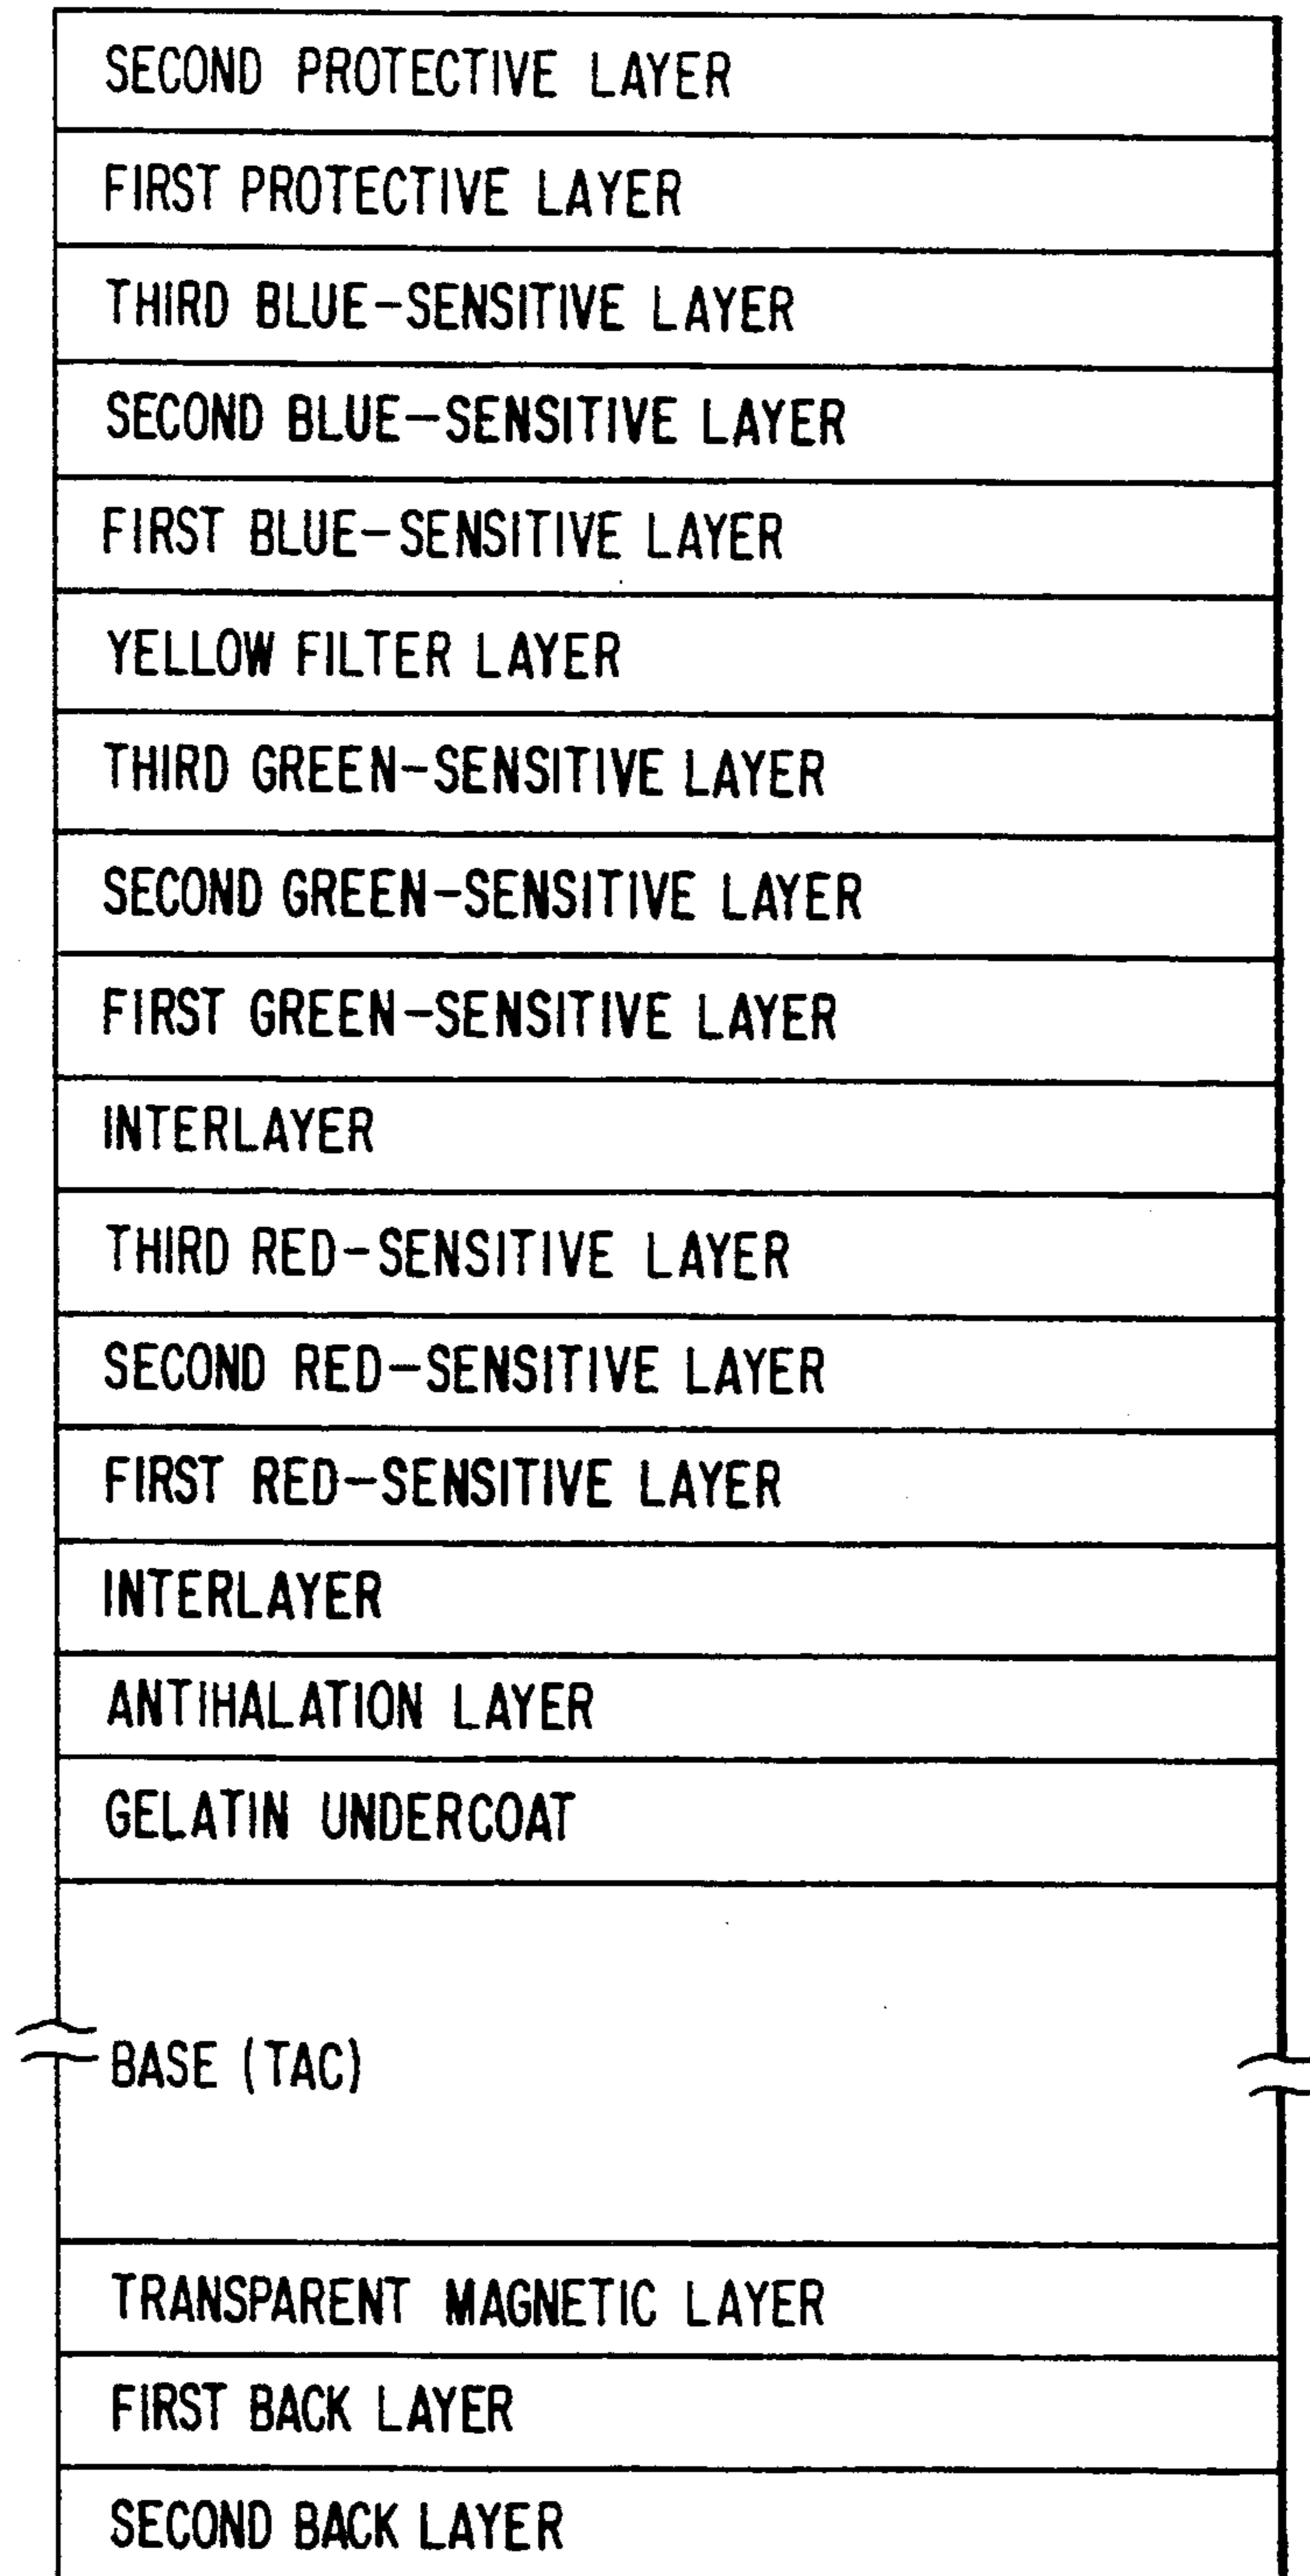 SECOND PROTECTIVE LAYER
FIRST PROTECTIVE LAYER
THIRD BLUE-SENSITIVE LAYER
SECOND BLUE-SENSITIVE LAYER
FIRST BLUE-SENSITIVE LAYER
YELLOW FILTER LAYER
THIRD GREEN-SENSITIVE LAYER
SECOND GREEN-SENSITIVE LAYER
FIRST GREEN-SENSITIVE LAYER
INTERLAYER
THIRD RED-SENSITIVE LAYER
SECOND RED-SENSITIVE LAYER
FIRST RED-SENSITIVE LAYER
INTERLAYER
ANTIHALATION LAYER
GELATIN UNDERCOAT
BASE (TAC)
TRANSPARENT MAGNETIC LAYER
FIRST BACK LAYER
SECOND BACK LAYER